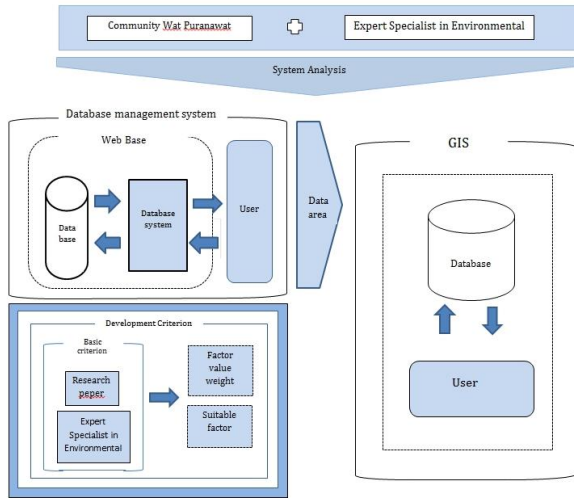 Community Wat Puranawat
Expert Specialist in Environmental
System Analysis
Database management system
Web Base
Data
base
Database
system
User
Data
area
GIS
Database
User
Development Criterion
Basic
criterion
Research
peper
Expert
Specialist in
Environmental
Factor
value
weight
Suitable
factor